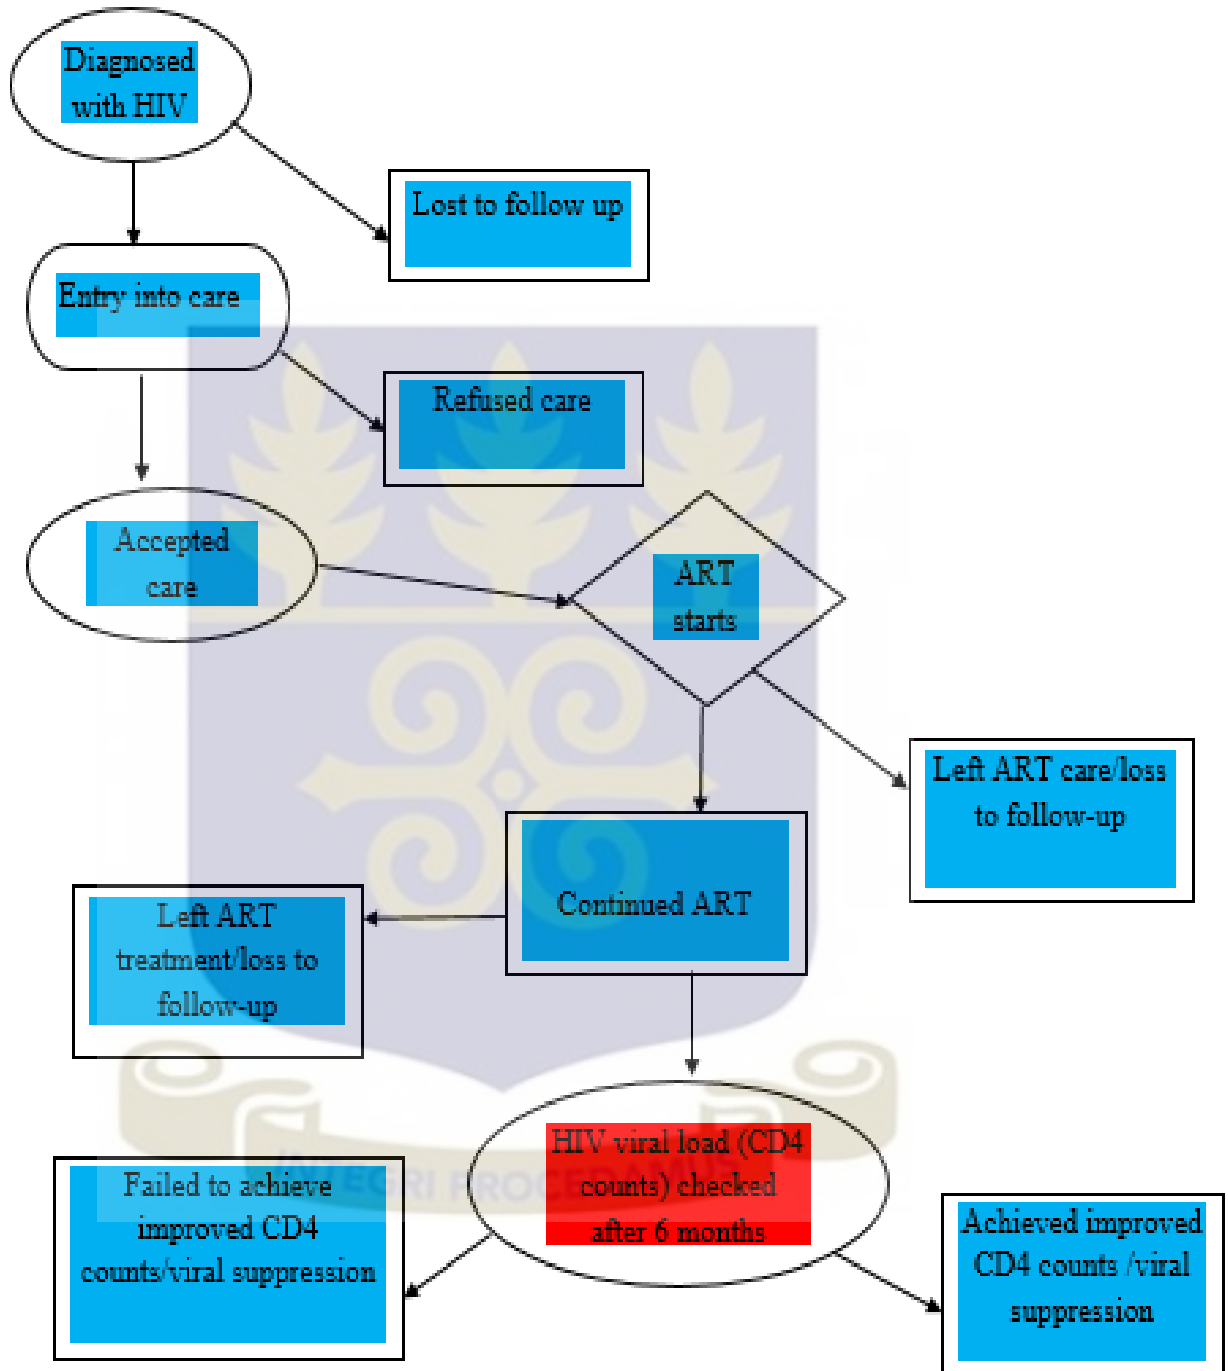 Diagnosed
with HIV
Lost to follow up
Entry into care
Refused care
Accepted
care
ART
starts
Left ART care/loss
to follow-up
Continued ART
Left ART
treatment/loss to
follow-up
HIV viral load (CD4
counts) checked
after 6 months
INTEGRI PROCEDAMUS
Failed to achieve
improved CD4
counts/viral suppression
Achieved improved
CD4 counts /viral
suppression